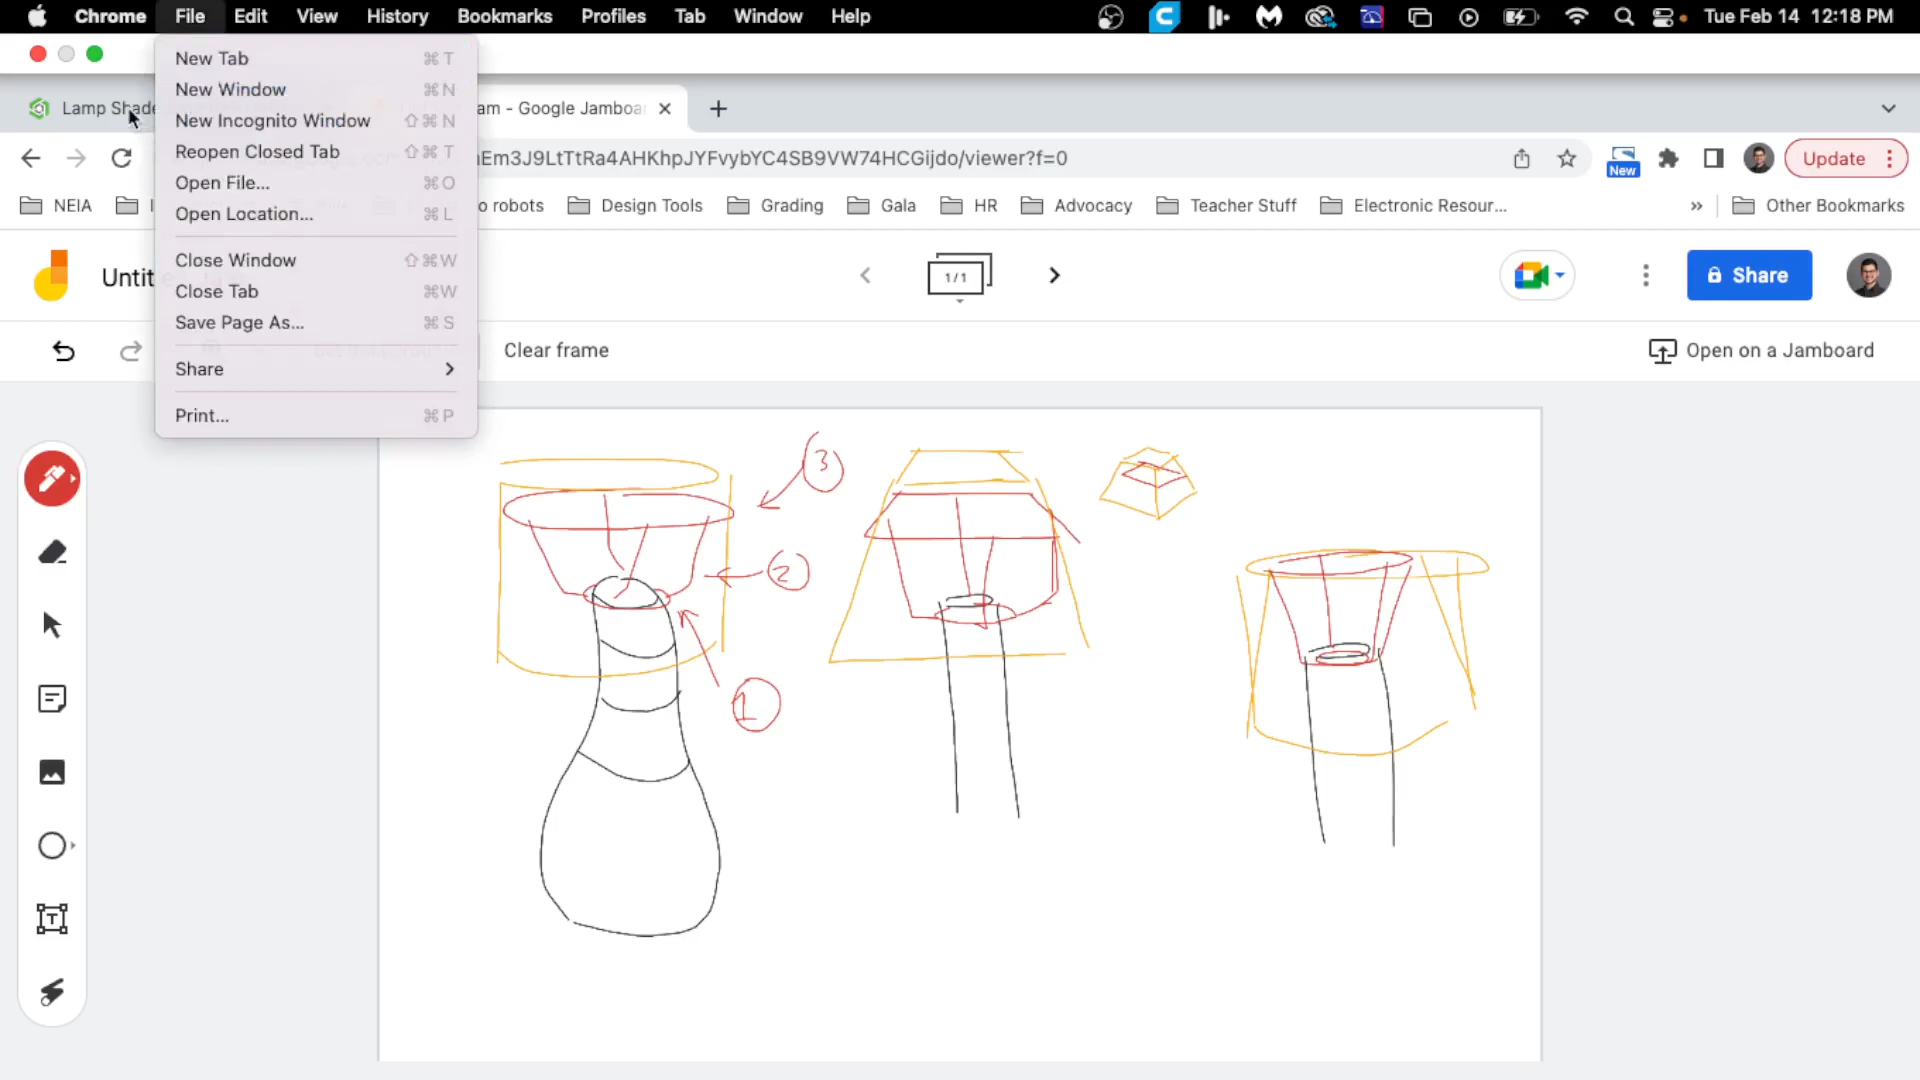 Chrome File Edit View History Bookmarks Profiles Tab Window Help Tue Feb 14 12:18 PM
New Tab ⌘ T
New Window ⌘ N
New Incognito Window ⇧ ⌘ N
Reopen Closed Tab ⇧ ⌘ T
Open File... ⌘ O
Open Location... ⌘ L
Close Window ⇧ ⌘ W
Close Tab ⌘ W
Save Page As... ⌘ S
Share
Print... ⌘ P
Lamp Shade am - Google Jamboa
Em3J9LtTtRa4AHKhpJYFvybYC4SB9VW74HCGijdo/viewer?f=0 New Update
NEIA o robots Design Tools Grading Gala HR Advocacy Teacher Stuff Electronic Resour... » Other Bookmarks
Untit 1/1 Share
Clear frame Open on a Jamboard
3
2
1